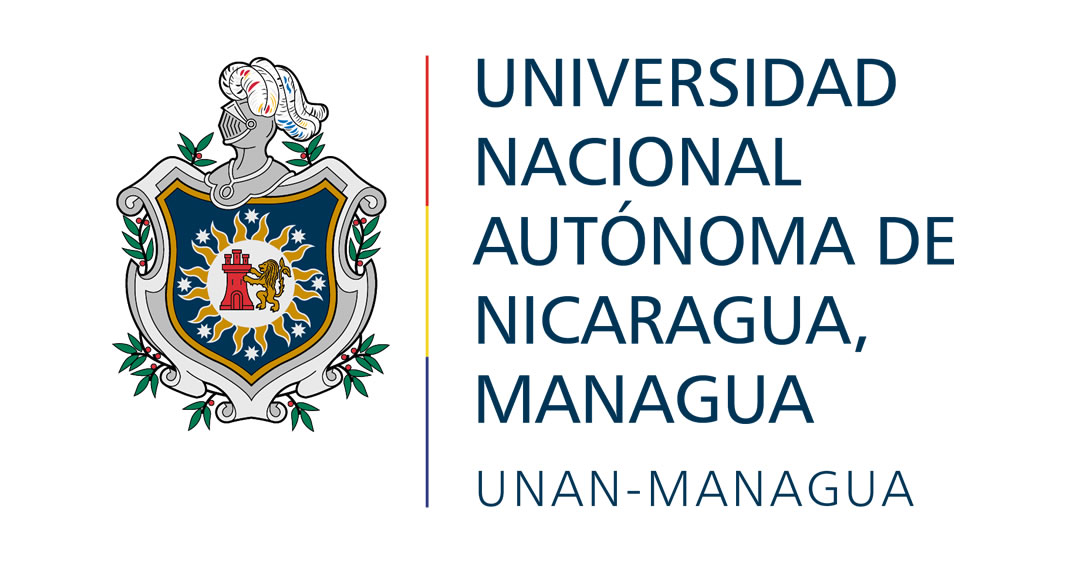 UNIVERSIDAD
NACIONAL
AUTÓNOMA DE
NICARAGUA,
MANAGUA
UNAN-MANAGUA